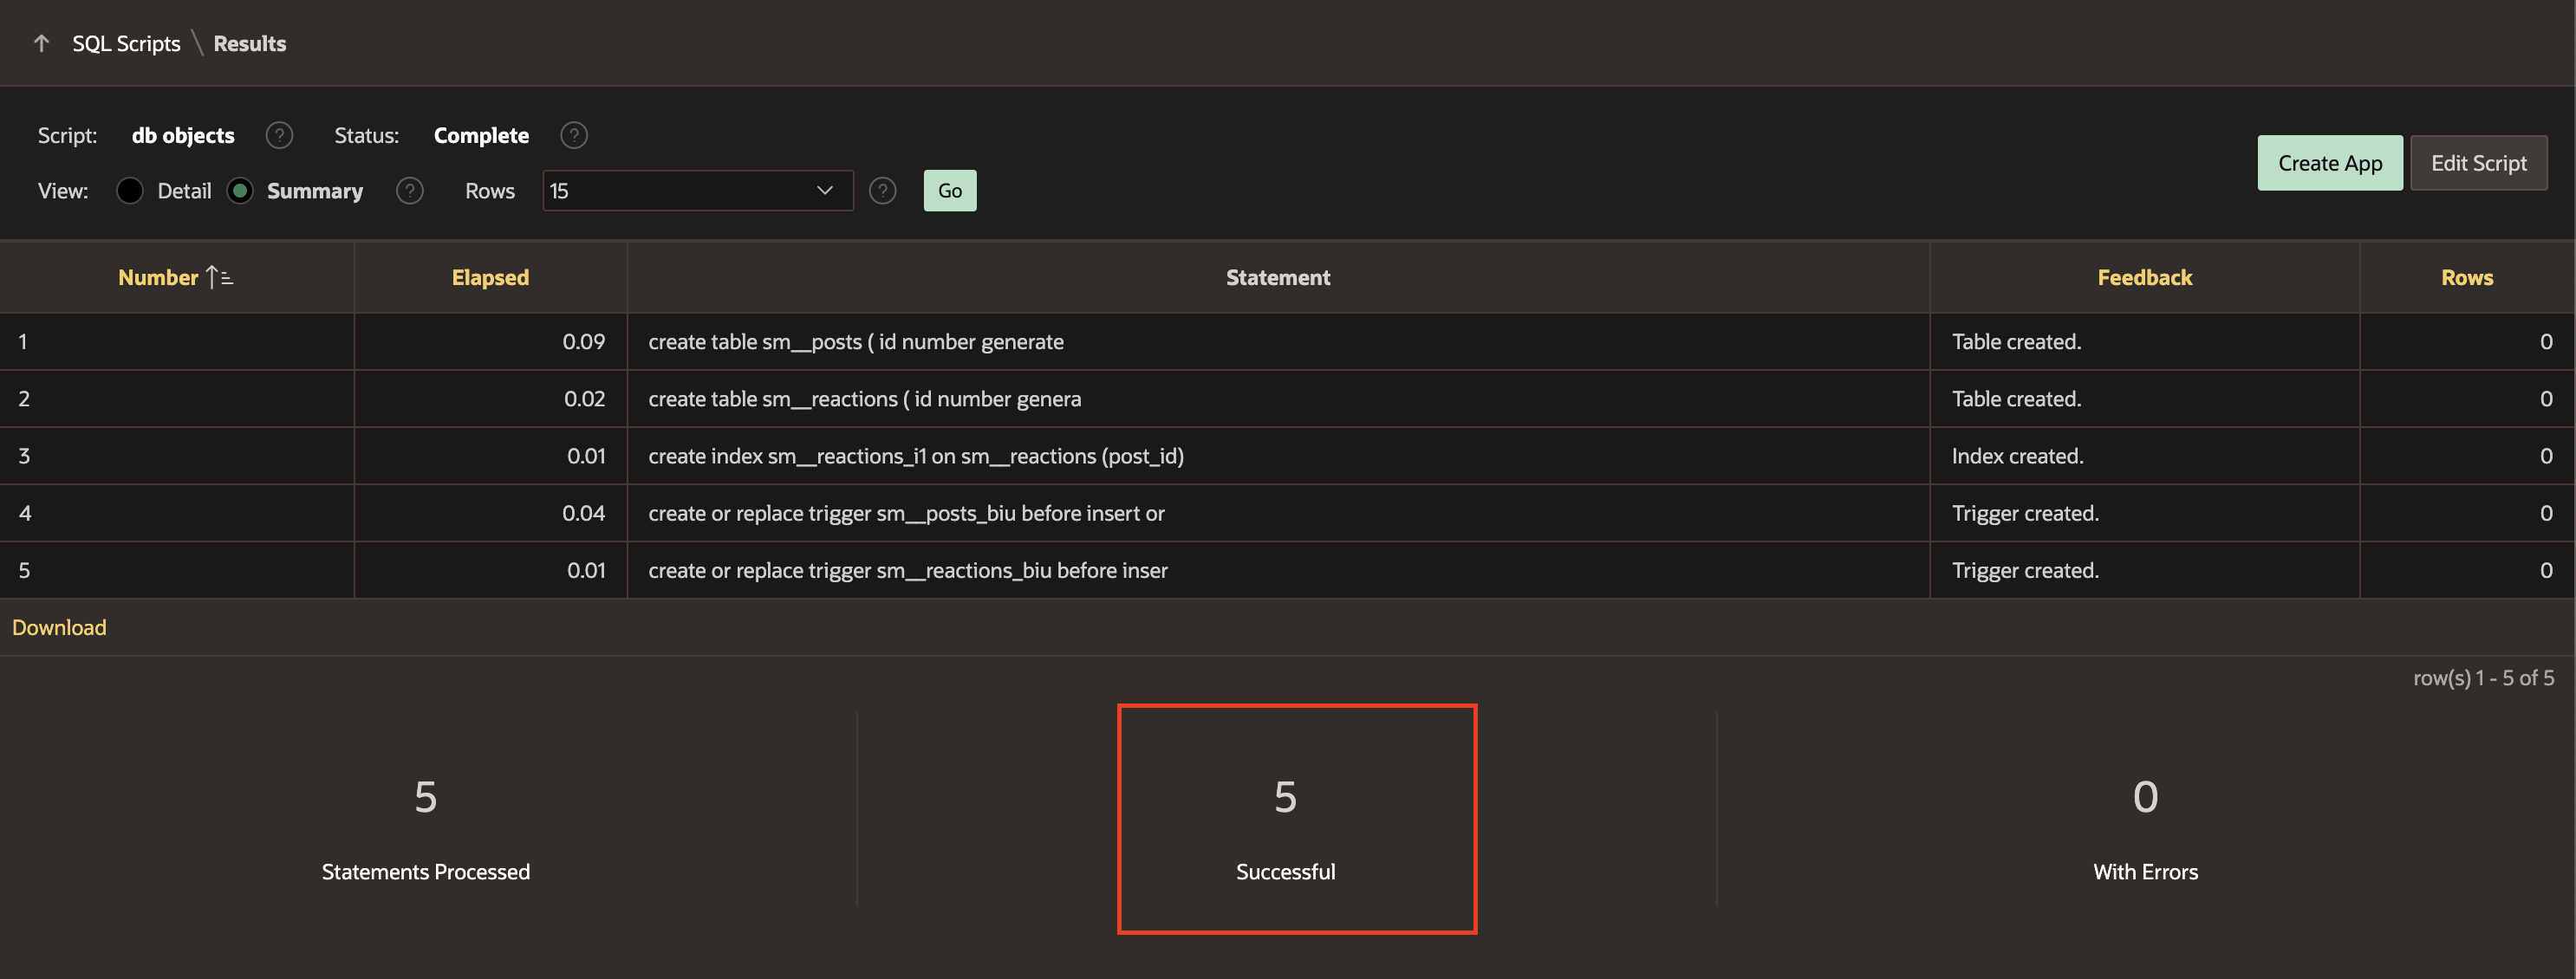 SQL Scripts \ Results
Script: db objects ? Status: Complete ?
Create App Edit Script
View: Detail Summary ? Rows 15 ? Go
Number Elapsed Statement Feedback Rows
1 0.09 create table sm__posts ( id number generate Table created. 0
2 0.02 create table sm__reactions ( id number genera Table created. 0
3 0.01 create index sm__reactions_i1 on sm__reactions (post_id) Index created. 0
4 0.04 create or replace trigger sm__posts_biu before insert or Trigger created. 0
5 0.01 create or replace trigger sm__reactions_biu before inser Trigger created. 0
Download
row(s) 1 - 5 of 5
5 5 0
Statements Processed Successful With Errors